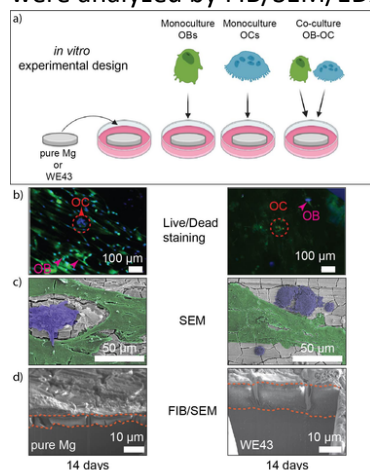 a)
Monoculture Monoculture Co-culture
OBs OCs OB-OC
in vitro
experimental design
pure Mg
or
WE43
b) OC OC OB
Live/Dead
staining
OB
100 µm 100 µm
c)
SEM
50 µm 50 µm
d)
FIB/SEM
pure Mg 10 µm WE43 10 µm
14 days 14 days